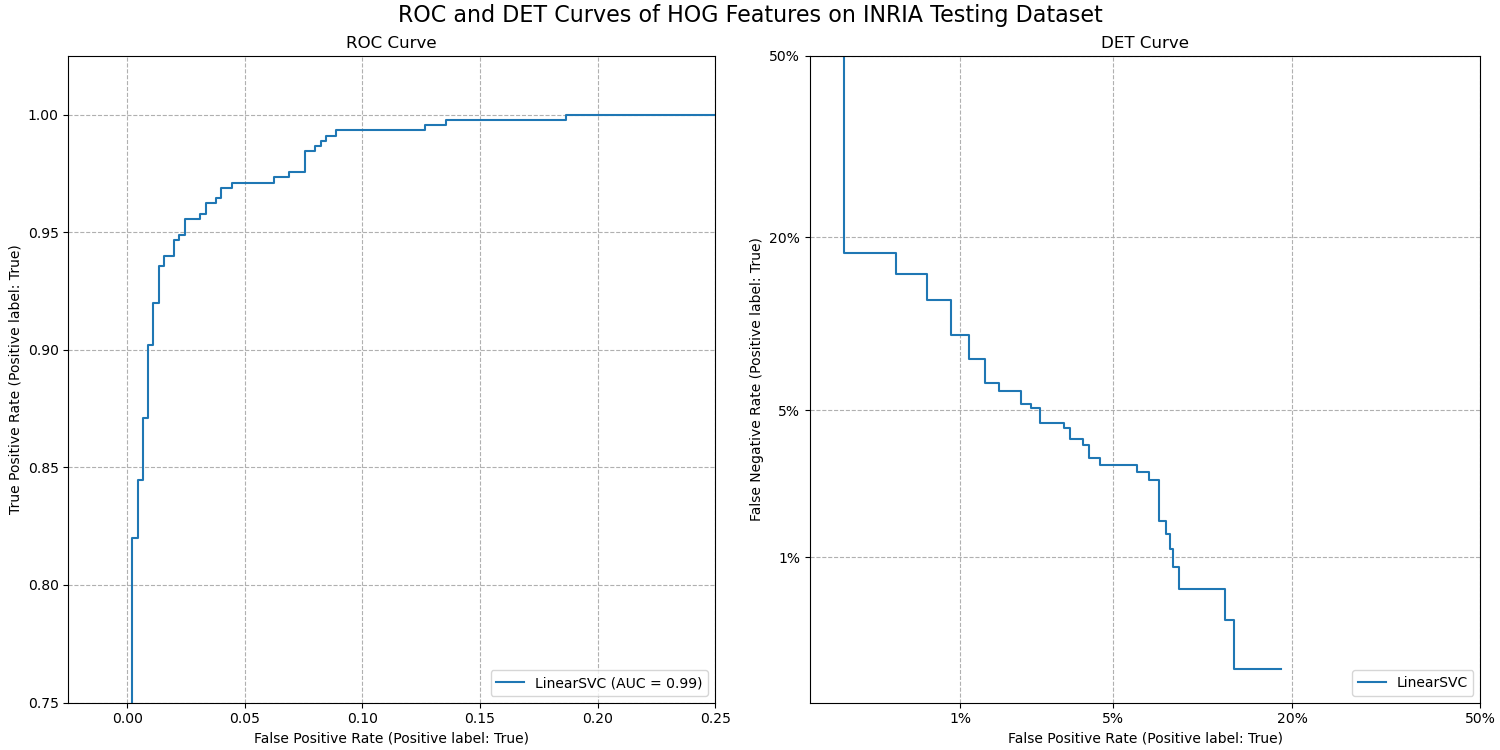 ROC and DET Curves of HOG Features on INRIA Testing Dataset
ROC Curve
True Positive Rate (Positive label: True)
1.00
0.95
0.90
0.85
0.80
0.75
0.00
0.05
0.10
0.15
0.20
0.25
False Positive Rate (Positive label: True)
LinearSVC (AUC = 0.99)
DET Curve
False Negative Rate (Positive label: True)
50%
20%
5%
1%
1%
5%
20%
50%
False Positive Rate (Positive label: True)
LinearSVC